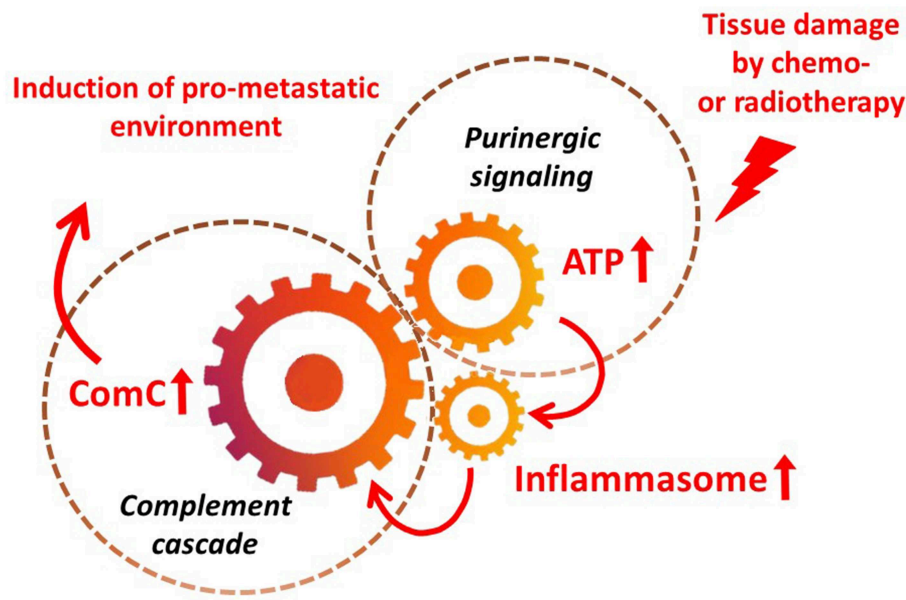 Tissue damage
by chemo-
or radiotherapy
Induction of pro-metastatic
environment
Purinergic
signaling
ATP
ComC
Inflammasome
Complement
cascade